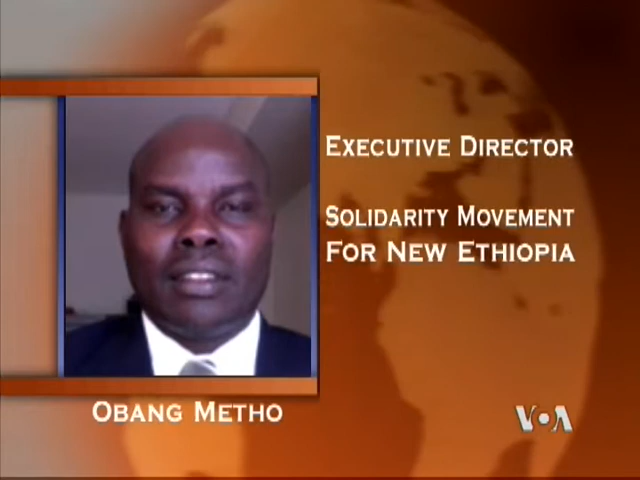 EXECUTIVE DIRECTOR
SOLIDARITY MOVEMENT
FOR NEW ETHIOPIA
OBANG METHO
VOA